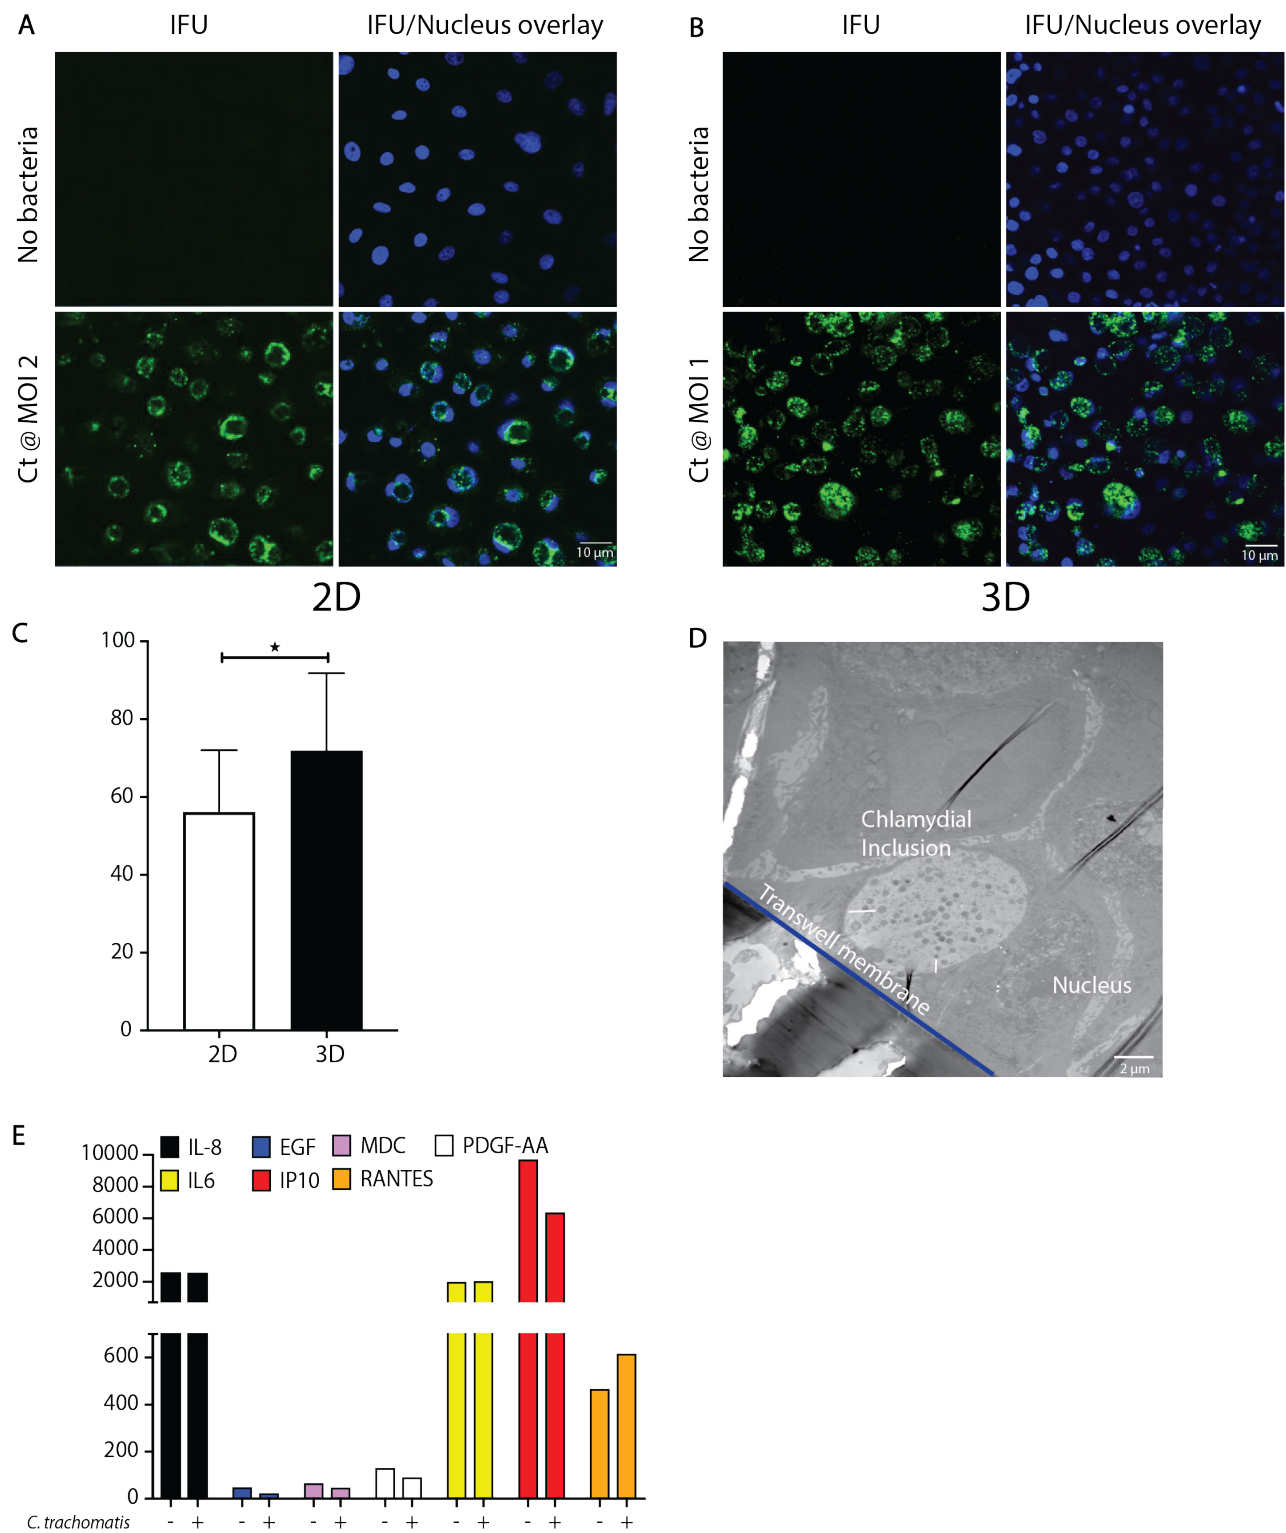 A
IFU
IFU/Nucleus overlay
No bacteria
Ct @ MOI 2
10 µm
2D
B
IFU
IFU/Nucleus overlay
No bacteria
Ct @ MOI 1
10 µm
3D
C
100
80
60
40
20
0
2D
3D
D
Chlamydial
Inclusion
Transwell membrane
Nucleus
2 µm
E
IL-8
EGF
MDC
PDGF-AA
IL6
IP10
RANTES
10000
8000
6000
4000
2000
600
400
200
0
C. trachomatis - + - + - + - + - + - + - +